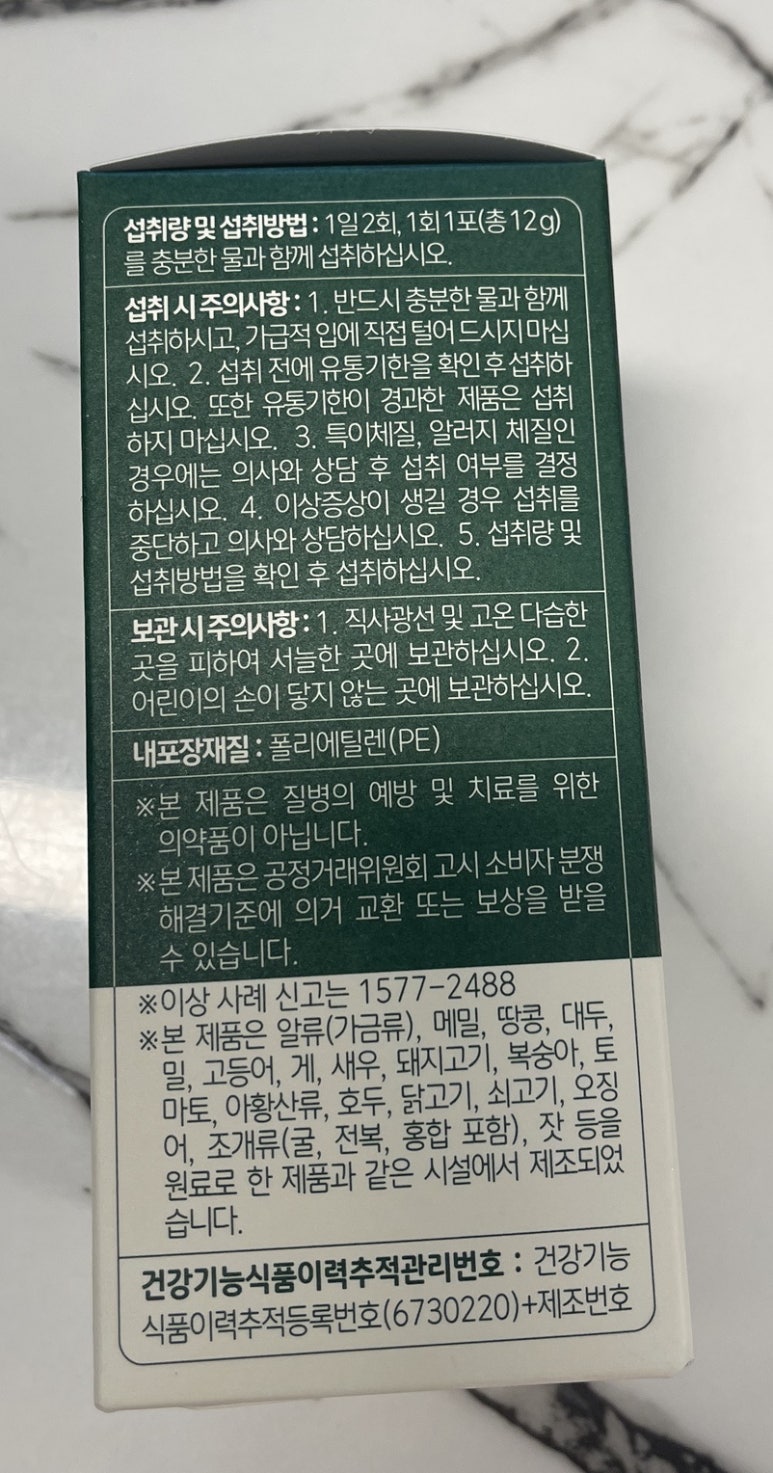 섭취량 및 섭취방법 : 1일 2회, 1회 1포(총 12g)
를 충분한 물과 함께 섭취하십시오.
섭취 시 주의사항 : 1. 반드시 충분한 물과 함께
섭취하시고, 가급적 입에 직접 털어 드시지 마십
시오. 2. 섭취 전에 유통기한을 확인 후 섭취하
십시오. 또한 유통기한이 경과한 제품은 섭취
하지 마십시오. 3. 특이체질, 알러지 체질인
경우에는 의사와 상담 후 섭취 여부를 결정
하십시오. 4. 이상증상이 생길 경우 섭취를
중단하고 의사와 상담하십시오. 5. 섭취량 및
섭취방법을 확인 후 섭취하십시오.
보관 시 주의사항 : 1. 직사광선 및 고온 다습한
곳을 피하여 서늘한 곳에 보관하십시오. 2.
어린이의 손이 닿지 않는 곳에 보관하십시오.
내포장재질 : 폴리에틸렌(PE)
※본 제품은 질병의 예방 및 치료를 위한
의약품이 아닙니다.
※본 제품은 공정거래위원회 고시 소비자 분쟁
해결기준에 의거 교환 또는 보상을 받을
수 있습니다.
※이상 사례 신고는 1577-2488
※본 제품은 알류(가금류), 메밀, 땅콩, 대두,
밀, 고등어, 게, 새우, 돼지고기, 복숭아, 토
마토, 아황산류, 호두, 닭고기, 쇠고기, 오징
어, 조개류(굴, 전복, 홍합 포함), 잣 등을
원료로 한 제품과 같은 시설에서 제조되었
습니다.
건강기능식품이력추적관리번호 : 건강기능
식품이력추적등록번호(6730220)+제조번호